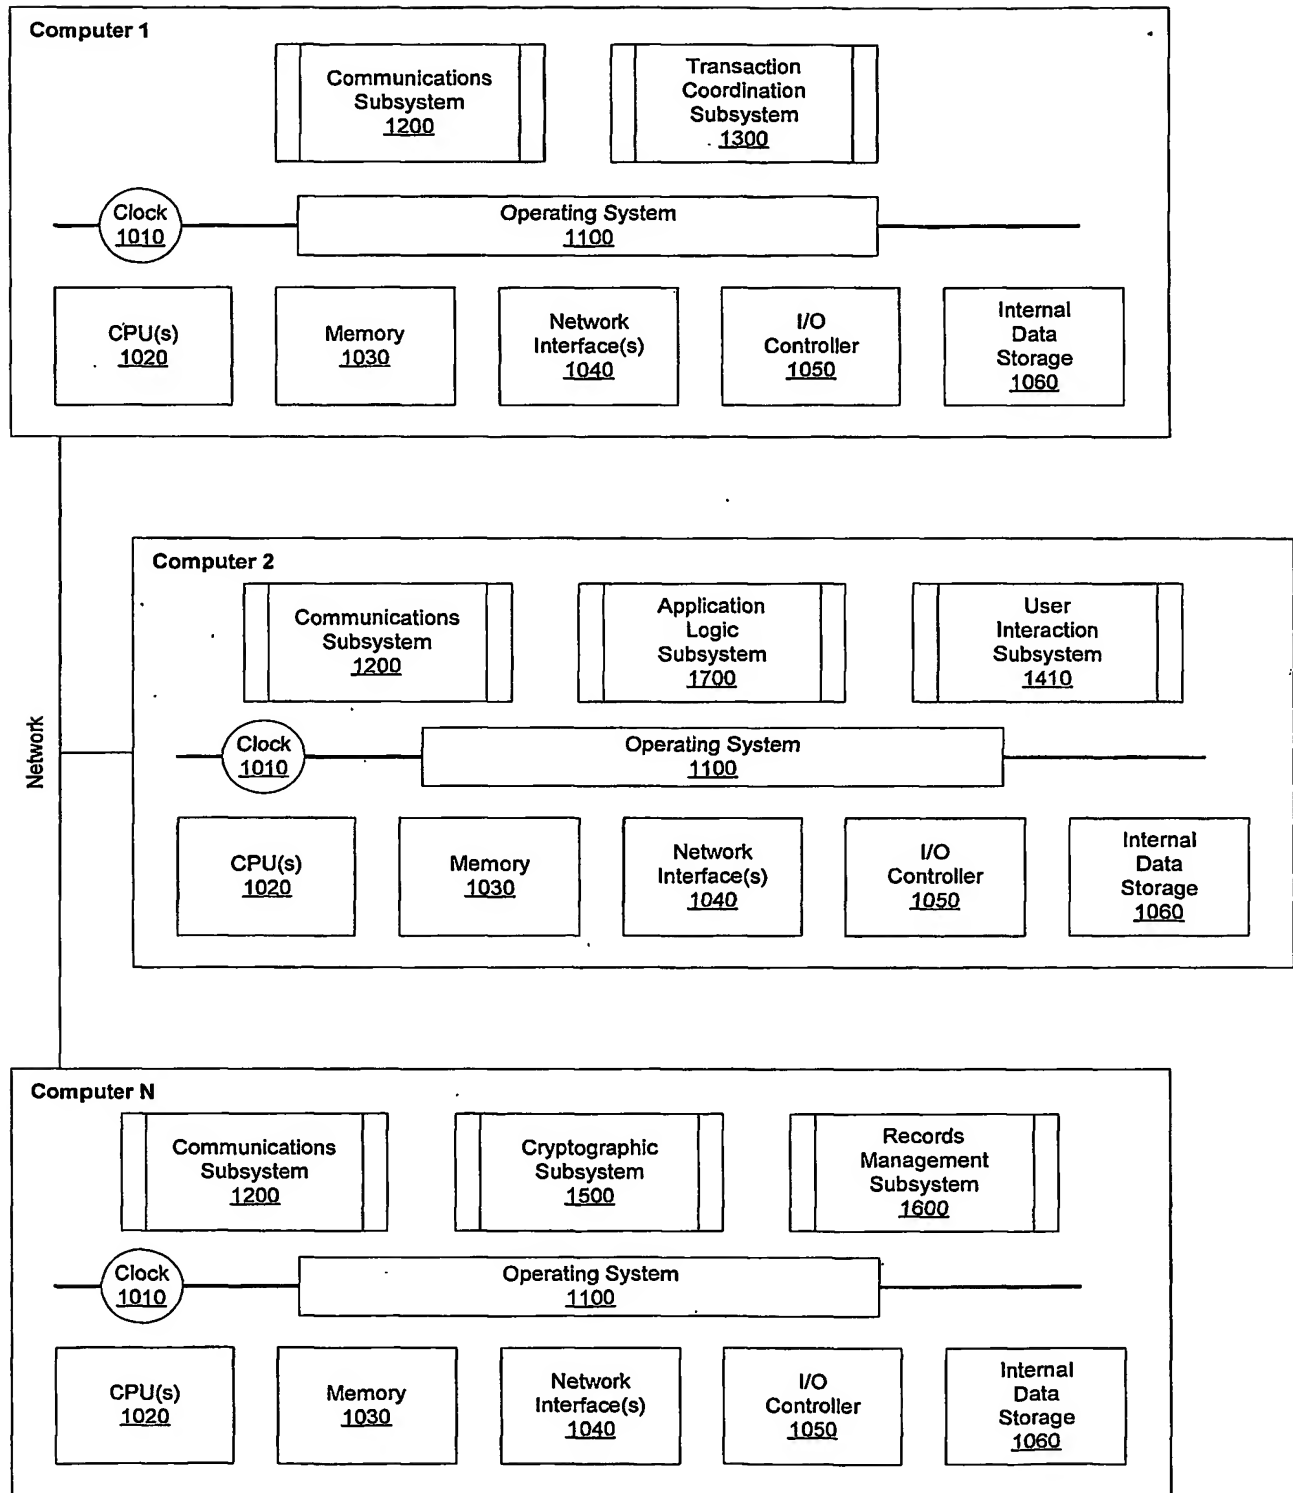 Computer 1
Communications
Subsystem
1200
Transaction
Coordination
Subsystem
1300
Clock
1010
Operating System
1100
CPU(s)
1020
Memory
1030
Network
Interface(s)
1040
I/O
Controller
1050
Internal
Data
Storage
1060
Network
Computer 2
Communications
Subsystem
1200
Application
Logic
Subsystem
1700
User
Interaction
Subsystem
1410
Clock
1010
Operating System
1100
CPU(s)
1020
Memory
1030
Network
Interface(s)
1040
I/O
Controller
1050
Internal
Data
Storage
1060
Computer N
Communications
Subsystem
1200
Cryptographic
Subsystem
1500
Records
Management
Subsystem
1600
Clock
1010
Operating System
1100
CPU(s)
1020
Memory
1030
Network
Interface(s)
1040
I/O
Controller
1050
Internal
Data
Storage
1060